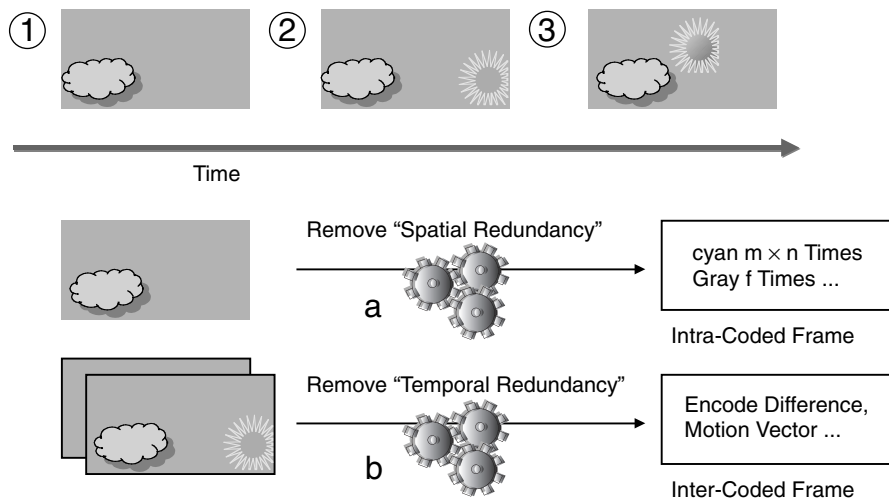 1 2 3
Time
Remove “Spatial Redundancy”
a
cyan m × n Times
Gray f Times ...
Intra-Coded Frame
Remove “Temporal Redundancy”
b
Encode Difference,
Motion Vector ...
Inter-Coded Frame